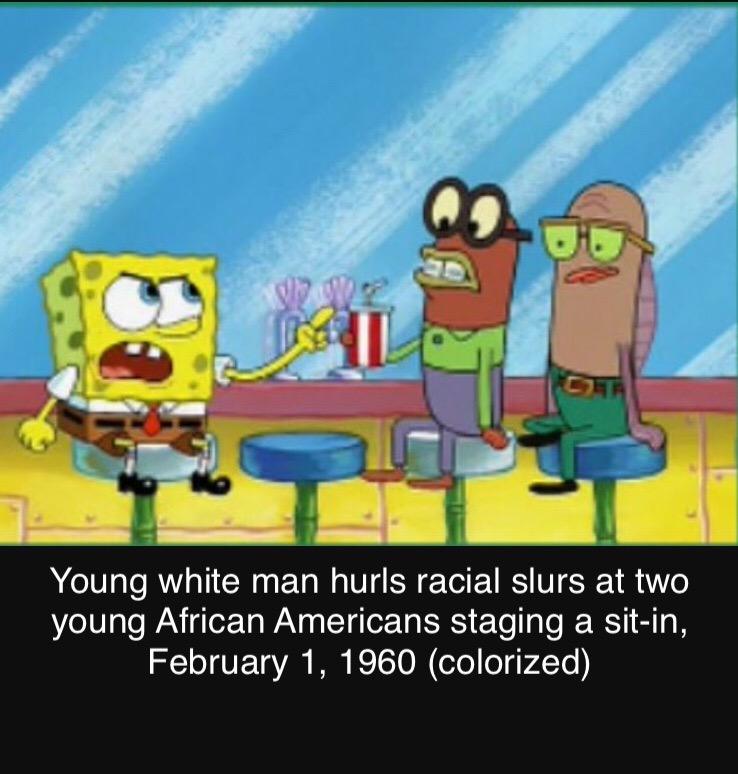 Young white man hurls racial slurs at two
young African Americans staging a sit-in,
February 1, 1960 (colorized)